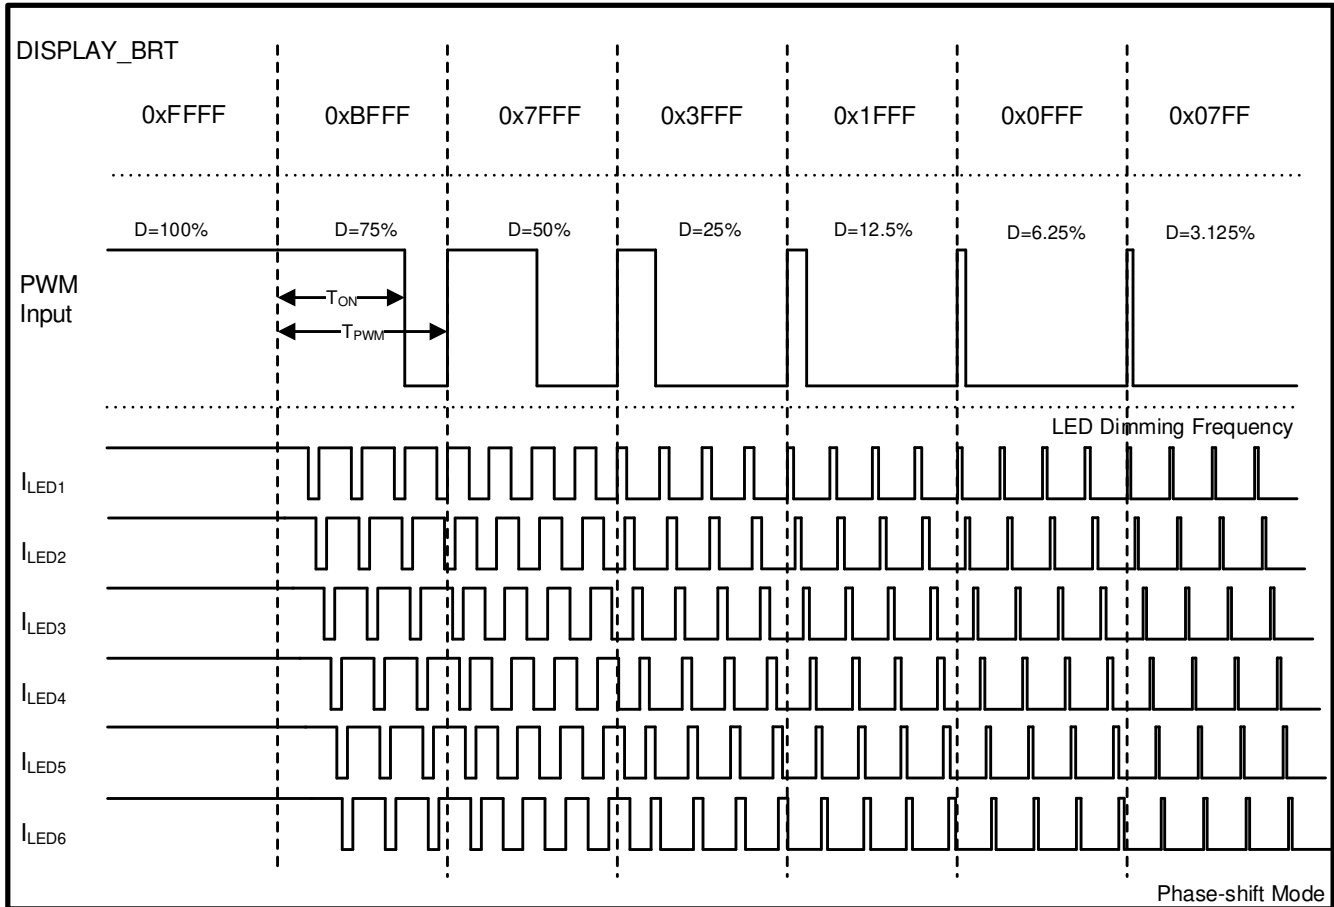 DISPLAY_BRT
0xFFFF 0xBFFF 0x7FFF 0x3FFF 0x1FFF 0x0FFF 0x07FF
D=100% D=75% D=50% D=25% D=12.5% D=6.25% D=3.125%
PWM
Input
TON
TPWM
LED Dimming Frequency
ILED1
ILED2
ILED3
ILED4
ILED5
ILED6
Phase-shift Mode